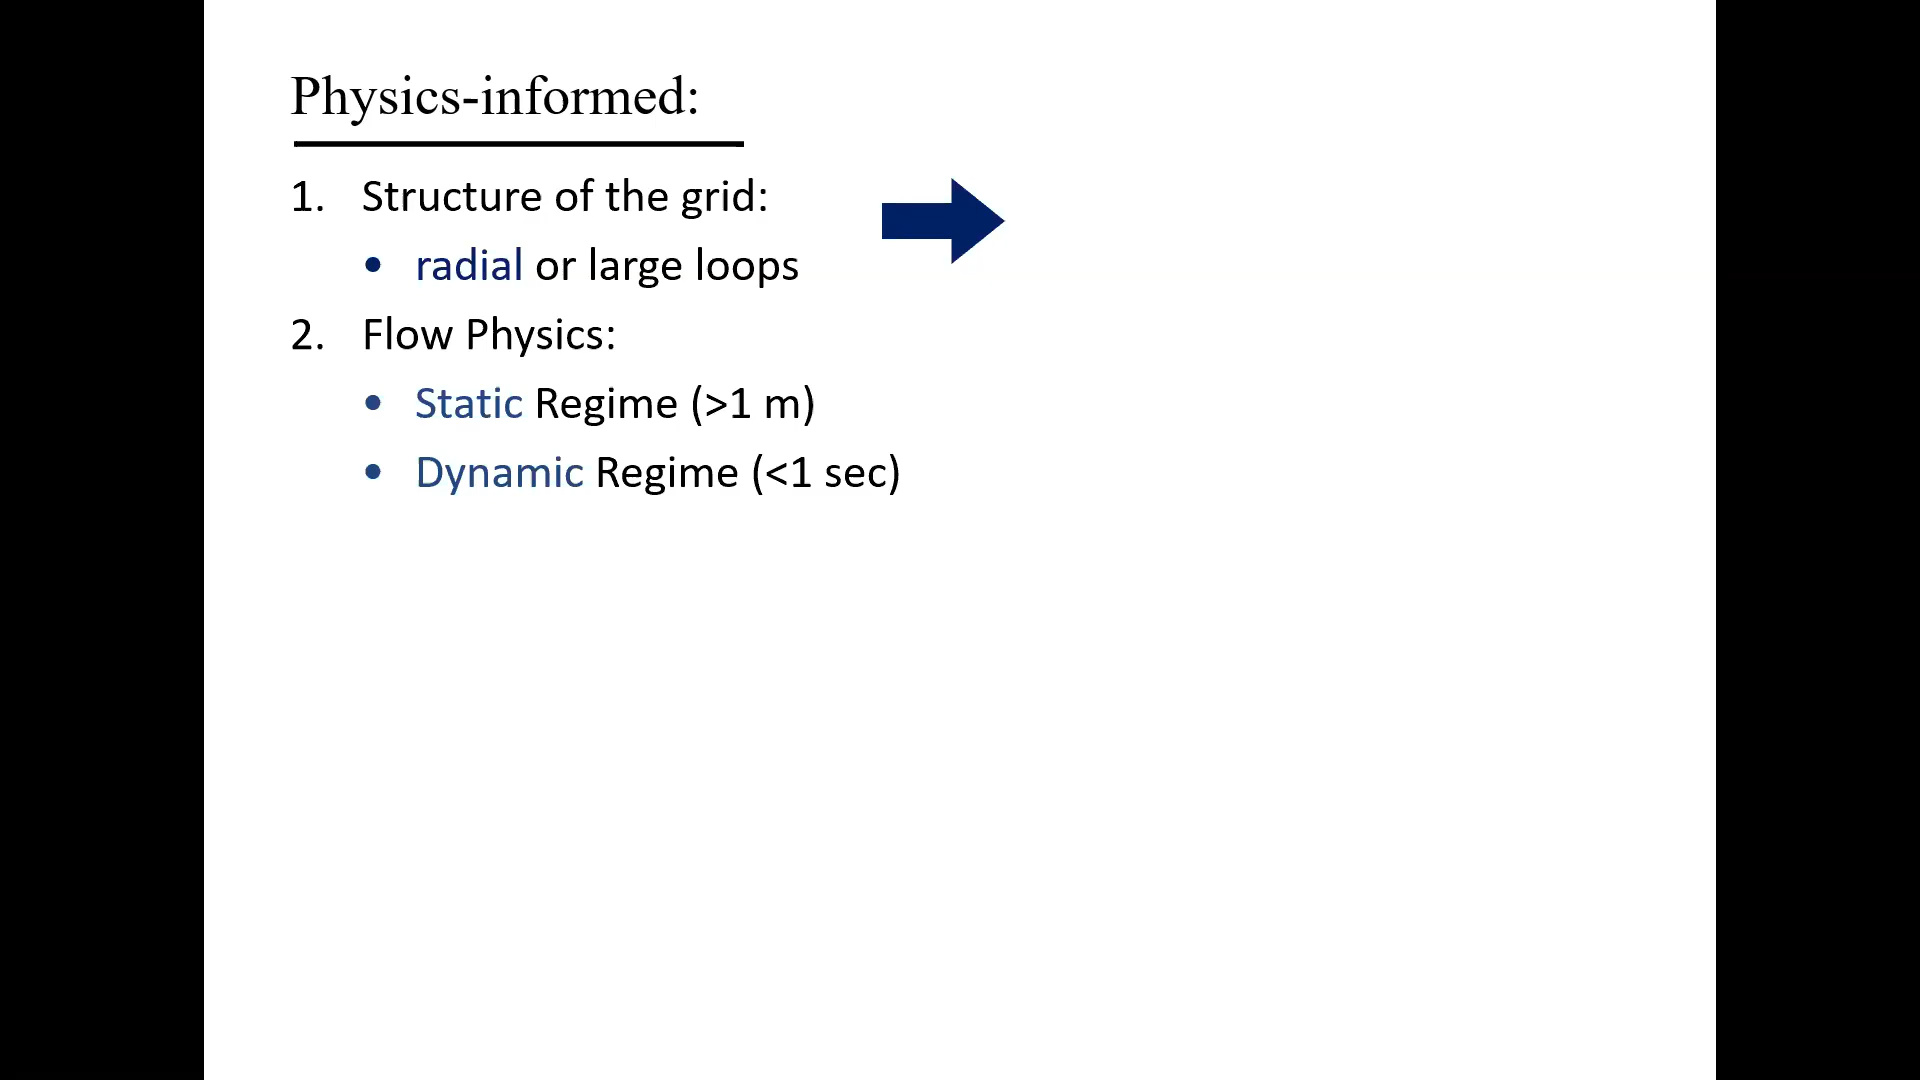 Physics-informed:
1. Structure of the grid:
• radial or large loops
2. Flow Physics:
• Static Regime (>1 m)
• Dynamic Regime (<1 sec)